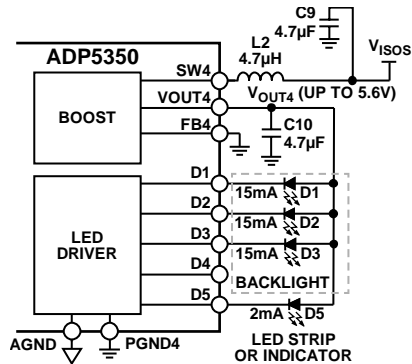 C9
4.7µF
L2
4.7µH
VISOS
ADP5350
SW4
VOUT4
VOUT4 (UP TO 5.6V)
BOOST
FB4
C10
4.7µF
D1
15mA D1
D2
15mA D2
LED
DRIVER
D3
15mA D3
D4
BACKLIGHT
D5
2mA D5
AGND
PGND4
LED STRIP
OR INDICATOR